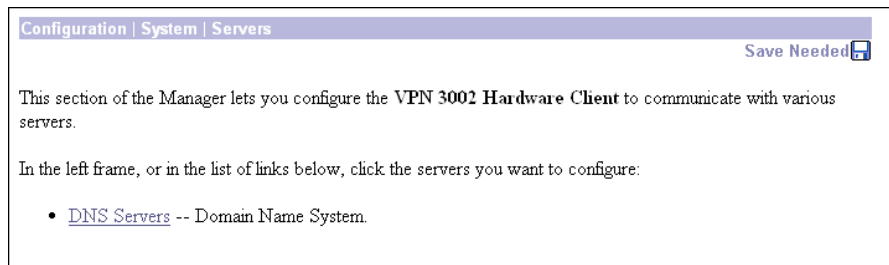 Configuration | System | Servers
Save Needed
This section of the Manager lets you configure the VPN 3002 Hardware Client to communicate with various
servers.
In the left frame, or in the list of links below, click the servers you want to configure:
• DNS Servers -- Domain Name System.